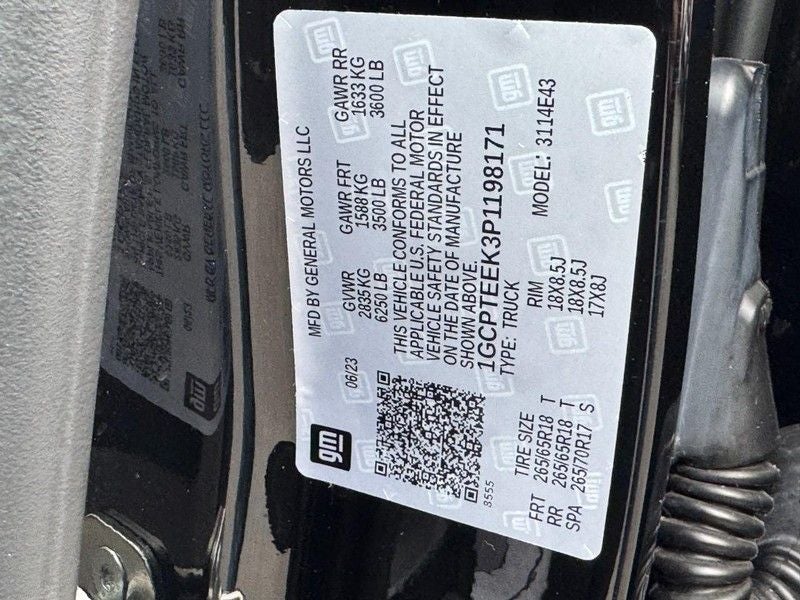 gm
06/23
MFD BY GENERAL MOTORS LLC
GVWR GAWR FRT GAWR RR
2835 KG 1588 KG 1633 KG
6250 LB 3500 LB 3600 LB
THIS VEHICLE CONFORMS TO ALL
APPLICABLE U.S. FEDERAL MOTOR
VEHICLE SAFETY STANDARDS IN EFFECT
ON THE DATE OF MANUFACTURE
SHOWN ABOVE.
1GCPTEEK3P1198171
TYPE: TRUCK MODEL: 3114E43
8555
TIRE SIZE RIM
FRT 265/65R18 T 18X8.5J
RR 265/65R18 T 18X8.5J
SPA 265/70R17 S 17X8J